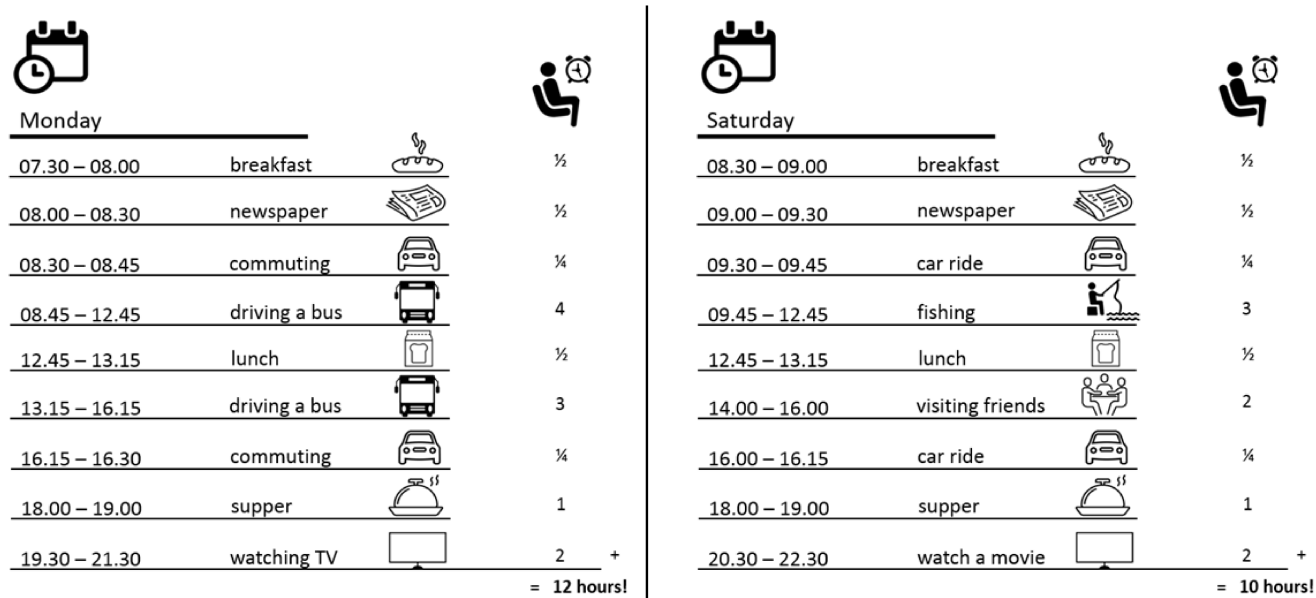 Monday
07.30 – 08.00 breakfast ½
08.00 – 08.30 newspaper ½
08.30 – 08.45 commuting ¼
08.45 – 12.45 driving a bus 4
12.45 – 13.15 lunch ½
13.15 – 16.15 driving a bus 3
16.15 – 16.30 commuting ¼
18.00 – 19.00 supper 1
19.30 – 21.30 watching TV 2 +
= 12 hours!
Saturday
08.30 – 09.00 breakfast ½
09.00 – 09.30 newspaper ½
09.30 – 09.45 car ride ¼
09.45 – 12.45 fishing 3
12.45 – 13.15 lunch ½
14.00 – 16.00 visiting friends 2
16.00 – 16.15 car ride ¼
18.00 – 19.00 supper 1
20.30 – 22.30 watch a movie 2 +
= 10 hours!